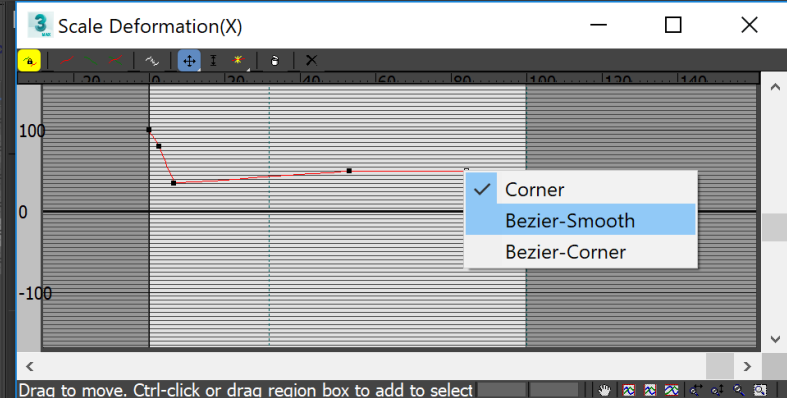 3 Scale Deformation(X)
20 0 20 40 60 80 100 120 140
100
0
-100
Corner
Bezier-Smooth
Bezier-Corner
Drag to move. Ctrl-click or drag region box to add to select